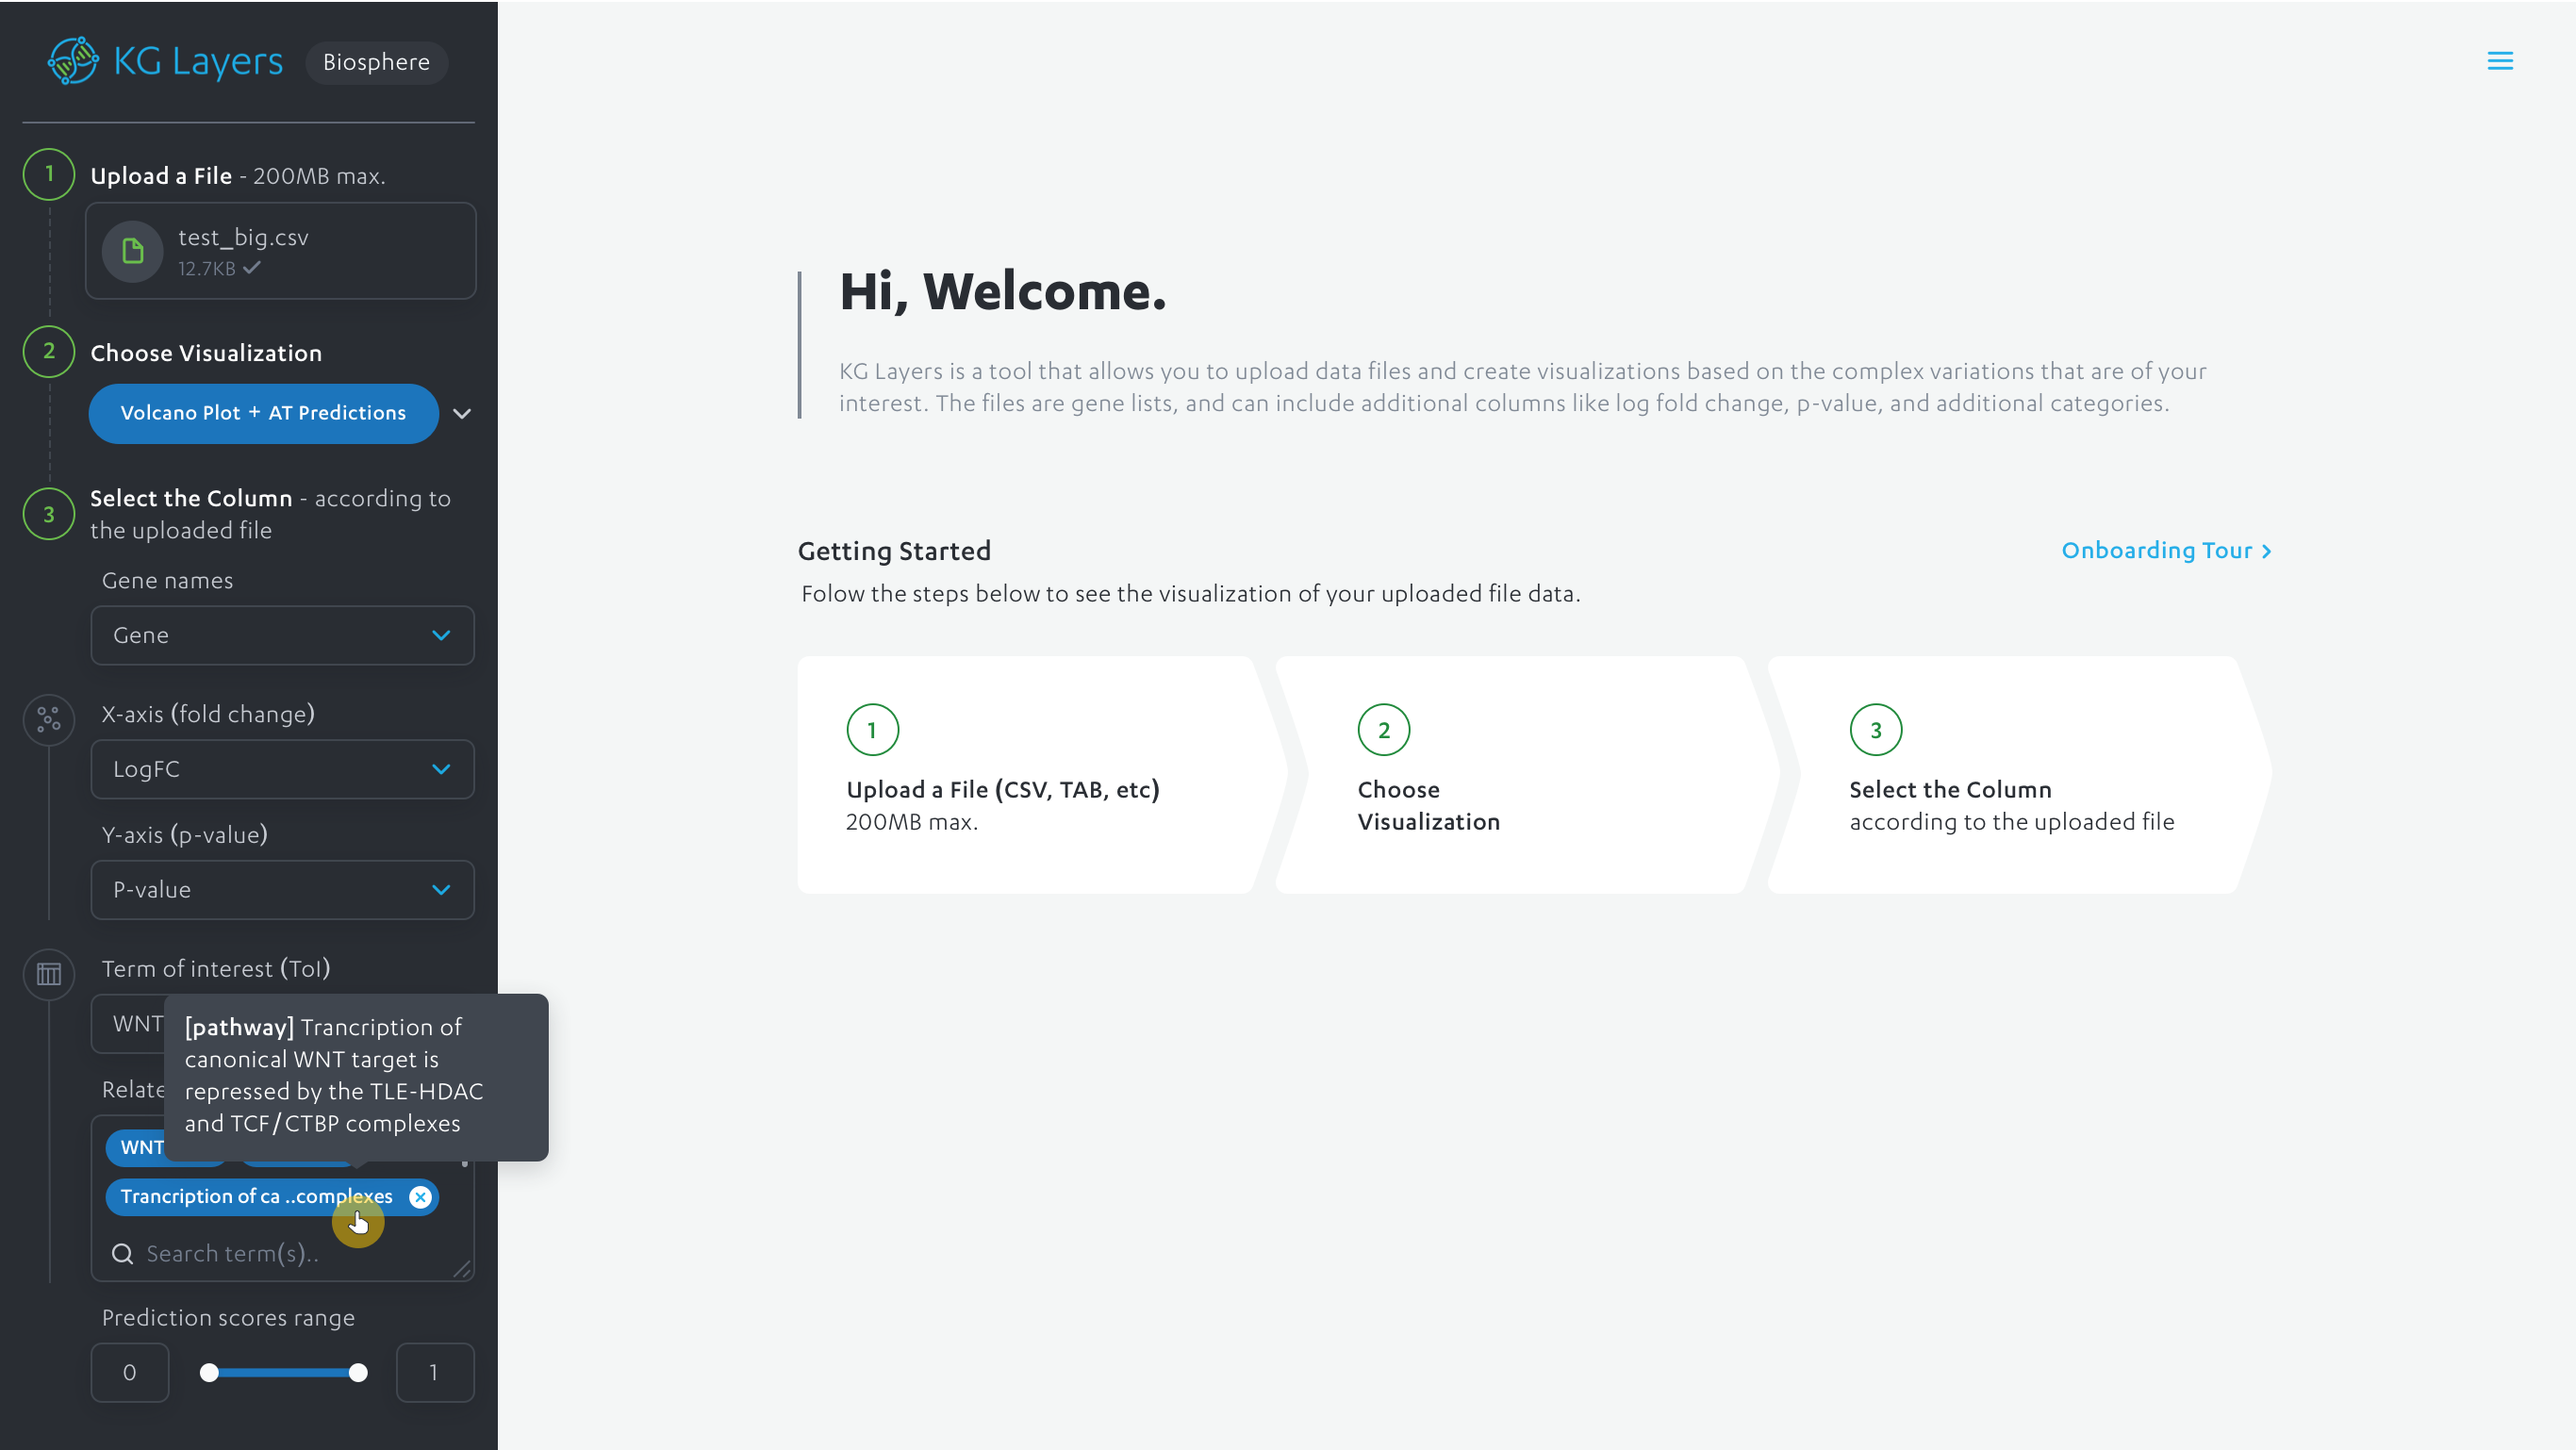 KG Layers Biosphere
1 Upload a File - 200MB max.
test_big.csv
12.7KB
2 Choose Visualization
Volcano Plot + AT Predictions
3 Select the Column - according to
the uploaded file
Gene names
Gene
X-axis (fold change)
LogFC
Y-axis (p-value)
P-value
Term of interest (ToI)
WNT
[pathway] Trancription of
canonical WNT target is
repressed by the TLE-HDAC
and TCF/CTBP complexes
WNT
Trancription of ca ..complexes
Search term(s)..
Prediction scores range
0
1
Hi, Welcome.
KG Layers is a tool that allows you to upload data files and create visualizations based on the complex variations that are of your
interest. The files are gene lists, and can include additional columns like log fold change, p-value, and additional categories.
Getting Started
Onboarding Tour
Folow the steps below to see the visualization of your uploaded file data.
1
Upload a File (CSV, TAB, etc)
200MB max.
2
Choose
Visualization
3
Select the Column
according to the uploaded file